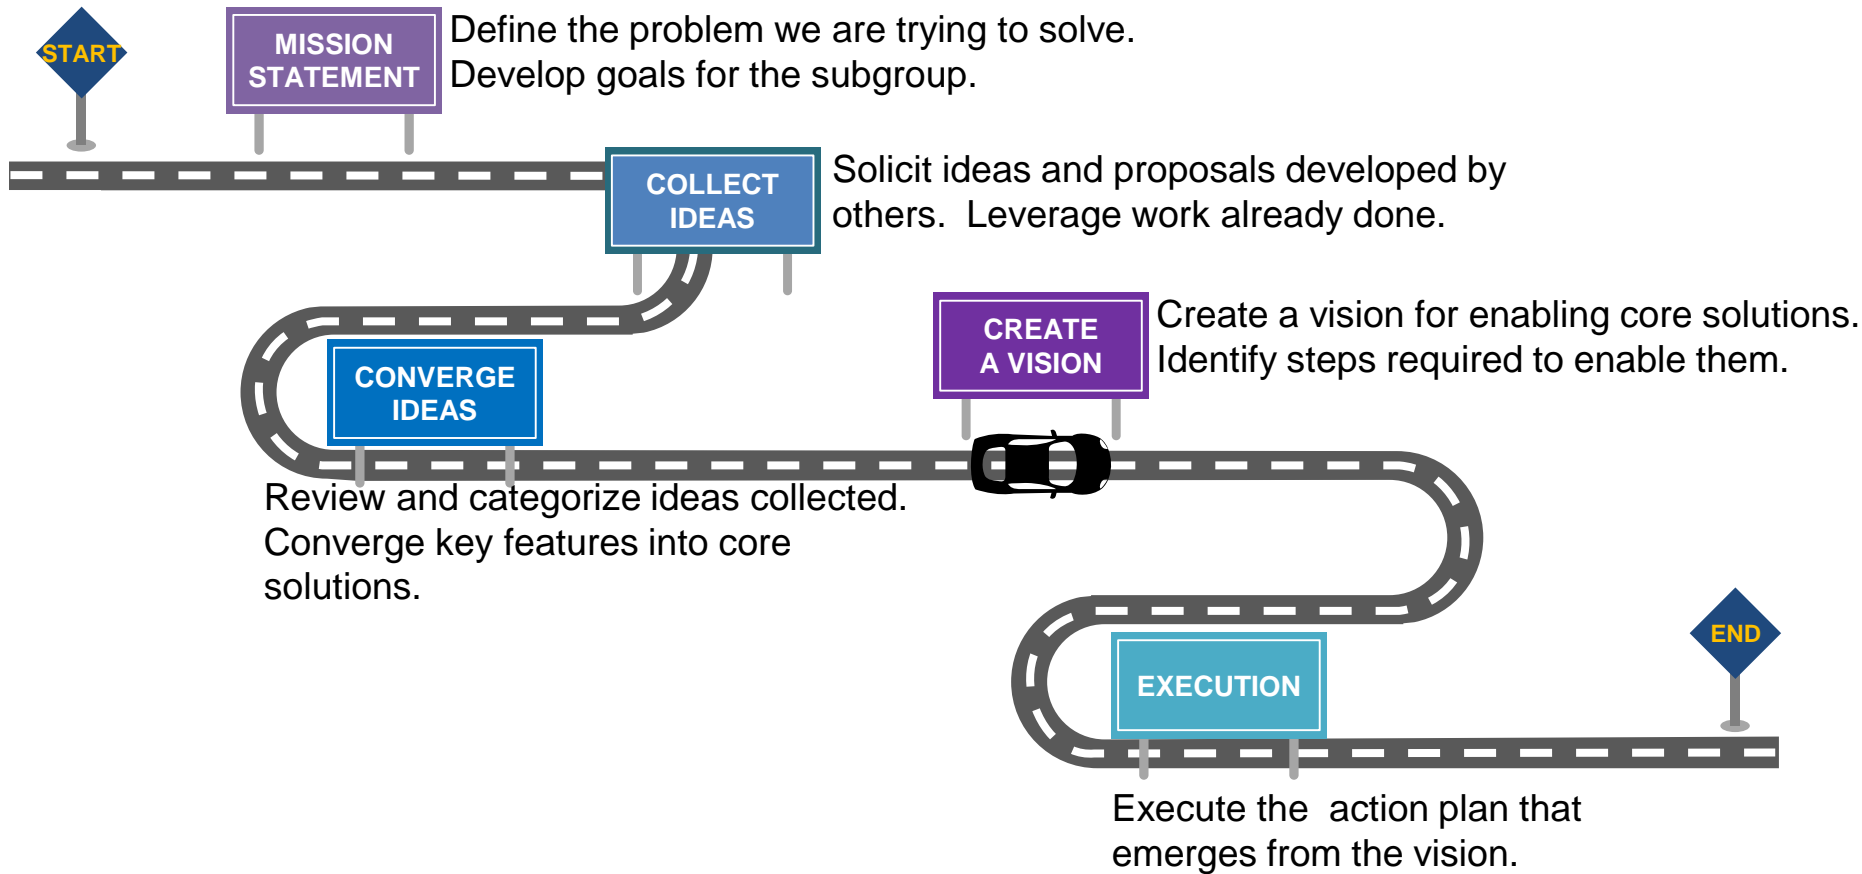 START
MISSION
STATEMENT
Define the problem we are trying to solve.
Develop goals for the subgroup.
COLLECT
IDEAS
Solicit ideas and proposals developed by
others.  Leverage work already done.
CREATE
A VISION
Create a vision for enabling core solutions.
Identify steps required to enable them.
CONVERGE
IDEAS
Review and categorize ideas collected.
Converge key features into core
solutions.
END
EXECUTION
Execute the  action plan that
emerges from the vision.